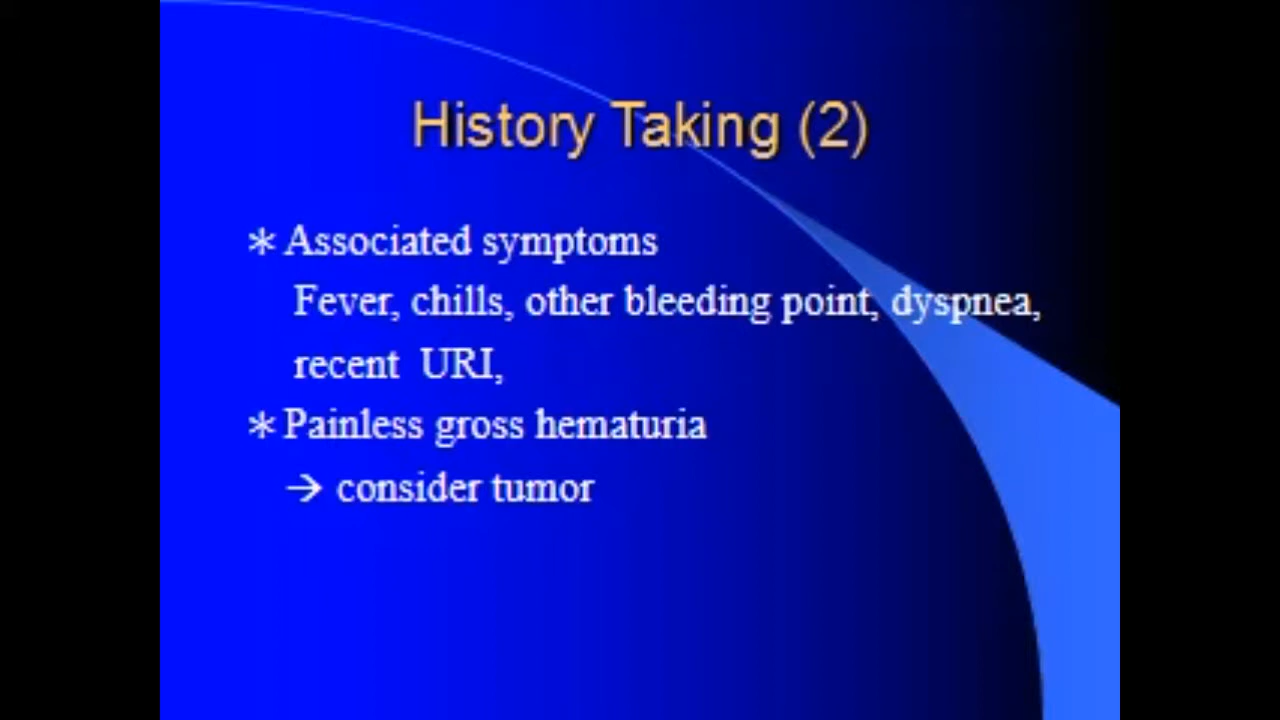 History Taking (2)
＊Associated symptoms
Fever, chills, other bleeding point, dyspnea,
recent URI,
＊Painless gross hematuria
→ consider tumor